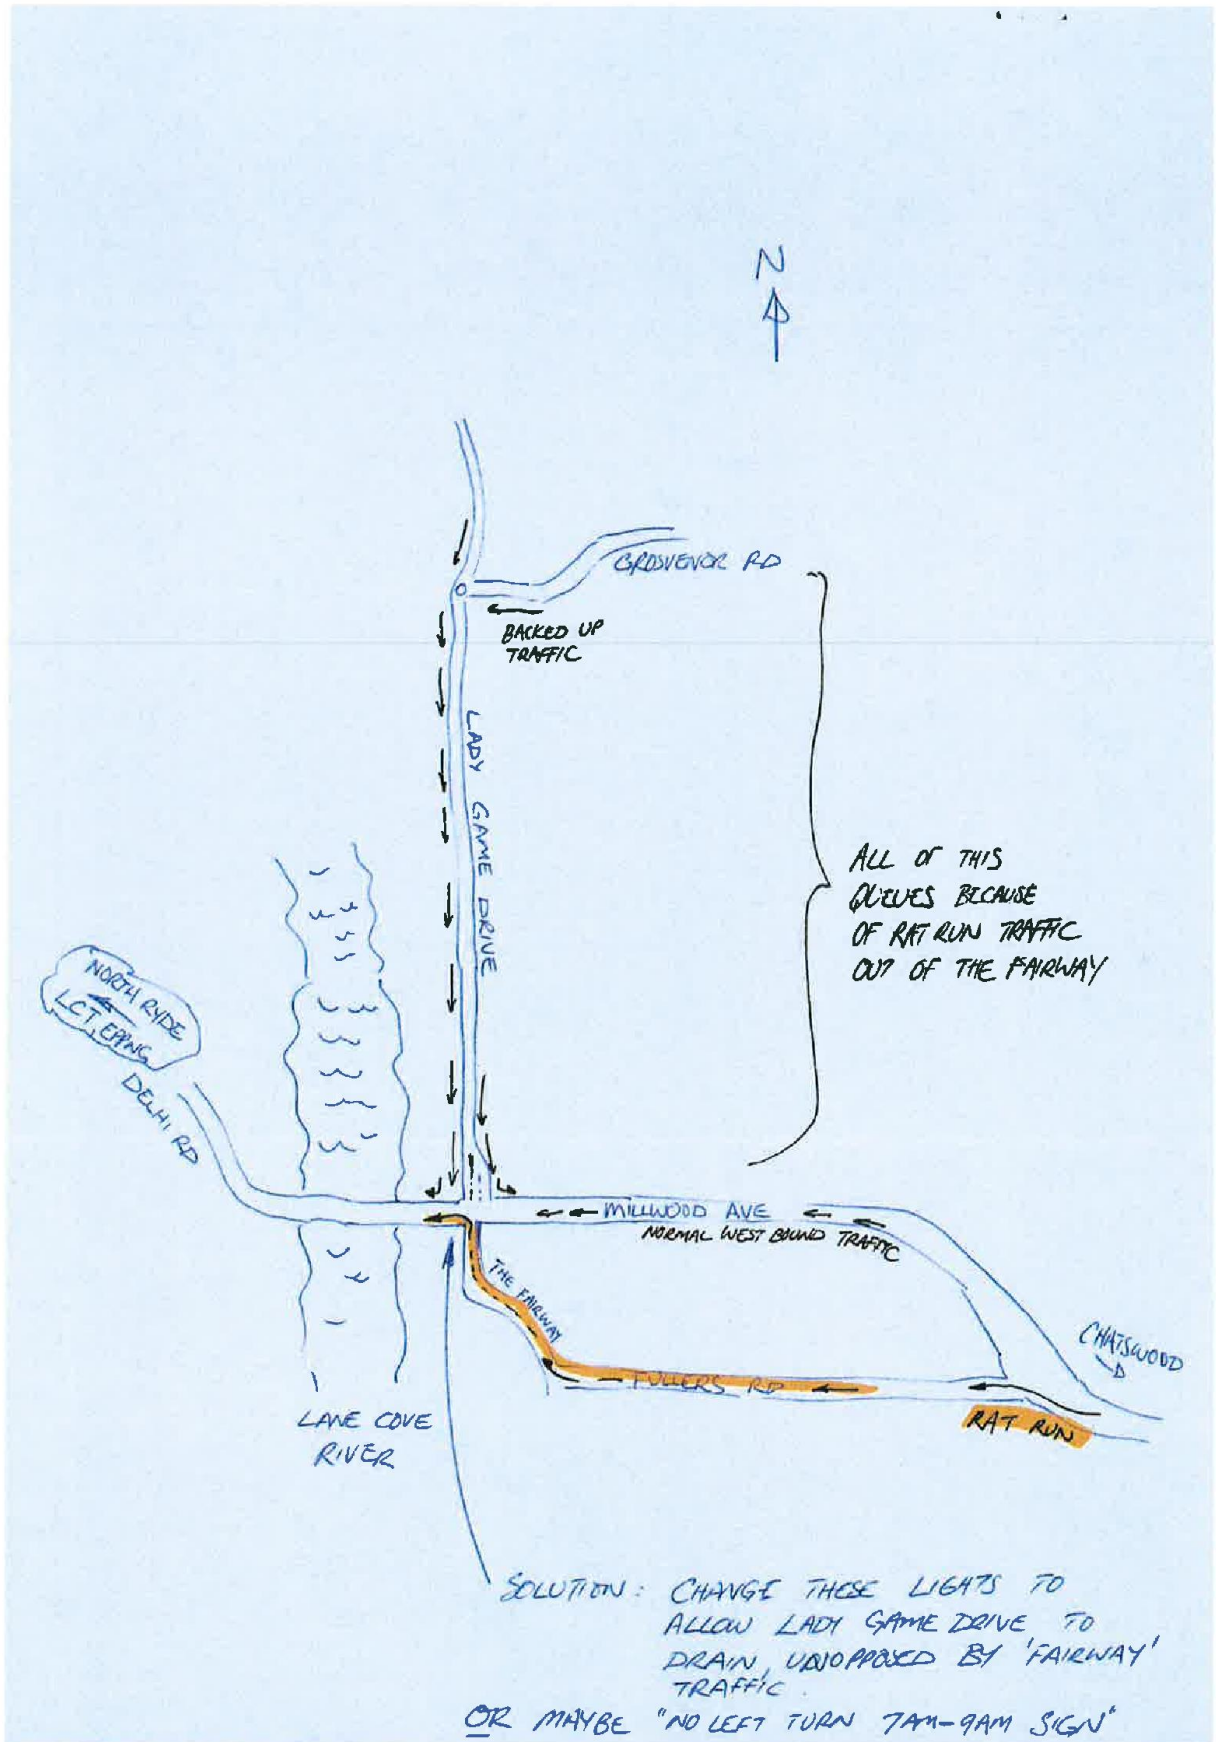 N
GROSVENOR RD
BACKED UP
TRAFFIC
LADY GAME DRIVE
ALL OF THIS
QUEUES BECAUSE
OF RAT RUN TRAFFIC
OUT OF THE FAIRWAY
NORTH RYDE
LCT, EPPING
DELHI RD
MILLWOOD AVE
NORMAL WEST BOUND TRAFFIC
THE FAIRWAY
CHATSWOOD
FULLERS RD
RAT RUN
LANE COVE
RIVER
SOLUTION: CHANGE THESE LIGHTS TO
ALLOW LADY GAME DRIVE TO
DRAIN, UNOPPOSED BY 'FAIRWAY'
TRAFFIC.
OR MAYBE "NO LEFT TURN 7AM-9AM SIGN"